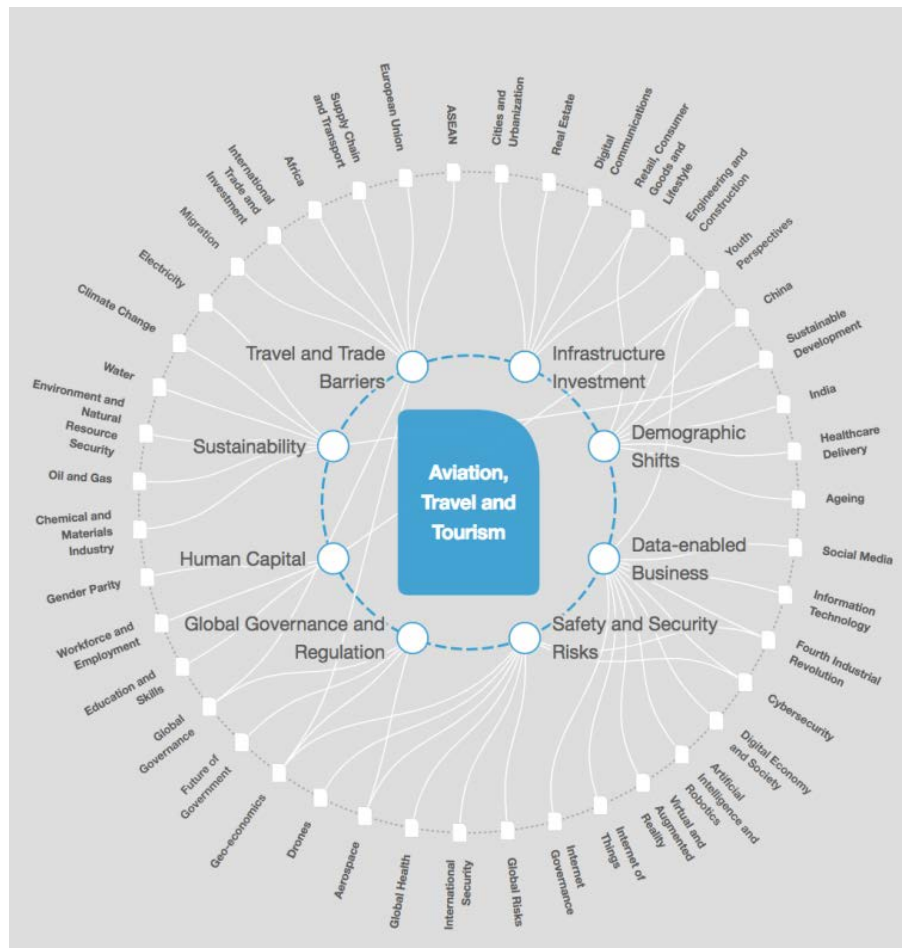 Aviation,
Travel and
Tourism
Infrastructure
Investment
Demographic
Shifts
Data-enabled
Business
Safety and Security
Risks
Global Governance and
Regulation
Human Capital
Sustainability
Travel and Trade
Barriers
ASEAN
Cities and
Urbanization
Real Estate
Digital
Communications
Retail, Consumer
Goods and
Lifestyle
Engineering and
Construction
Youth
Perspectives
China
Sustainable
Development
India
Healthcare
Delivery
Ageing
Social Media
Information
Technology
Fourth Industrial
Revolution
Cybersecurity
Digital Economy
and Society
Artificial
Intelligence and
Robotics
Virtual and
Augmented
Reality
Internet of
Things
Internet
Governance
Global Risks
International
Security
Global Health
Aerospace
Drones
Geo-economics
Future of
Government
Global
Governance
Education and
Skills
Workforce and
Employment
Gender Parity
Chemical and
Materials
Industry
Oil and Gas
Environment and
Natural
Resource
Security
Water
Climate Change
Electricity
Migration
International
Trade and
Investment
Africa
Supply Chain
and Transport
European Union